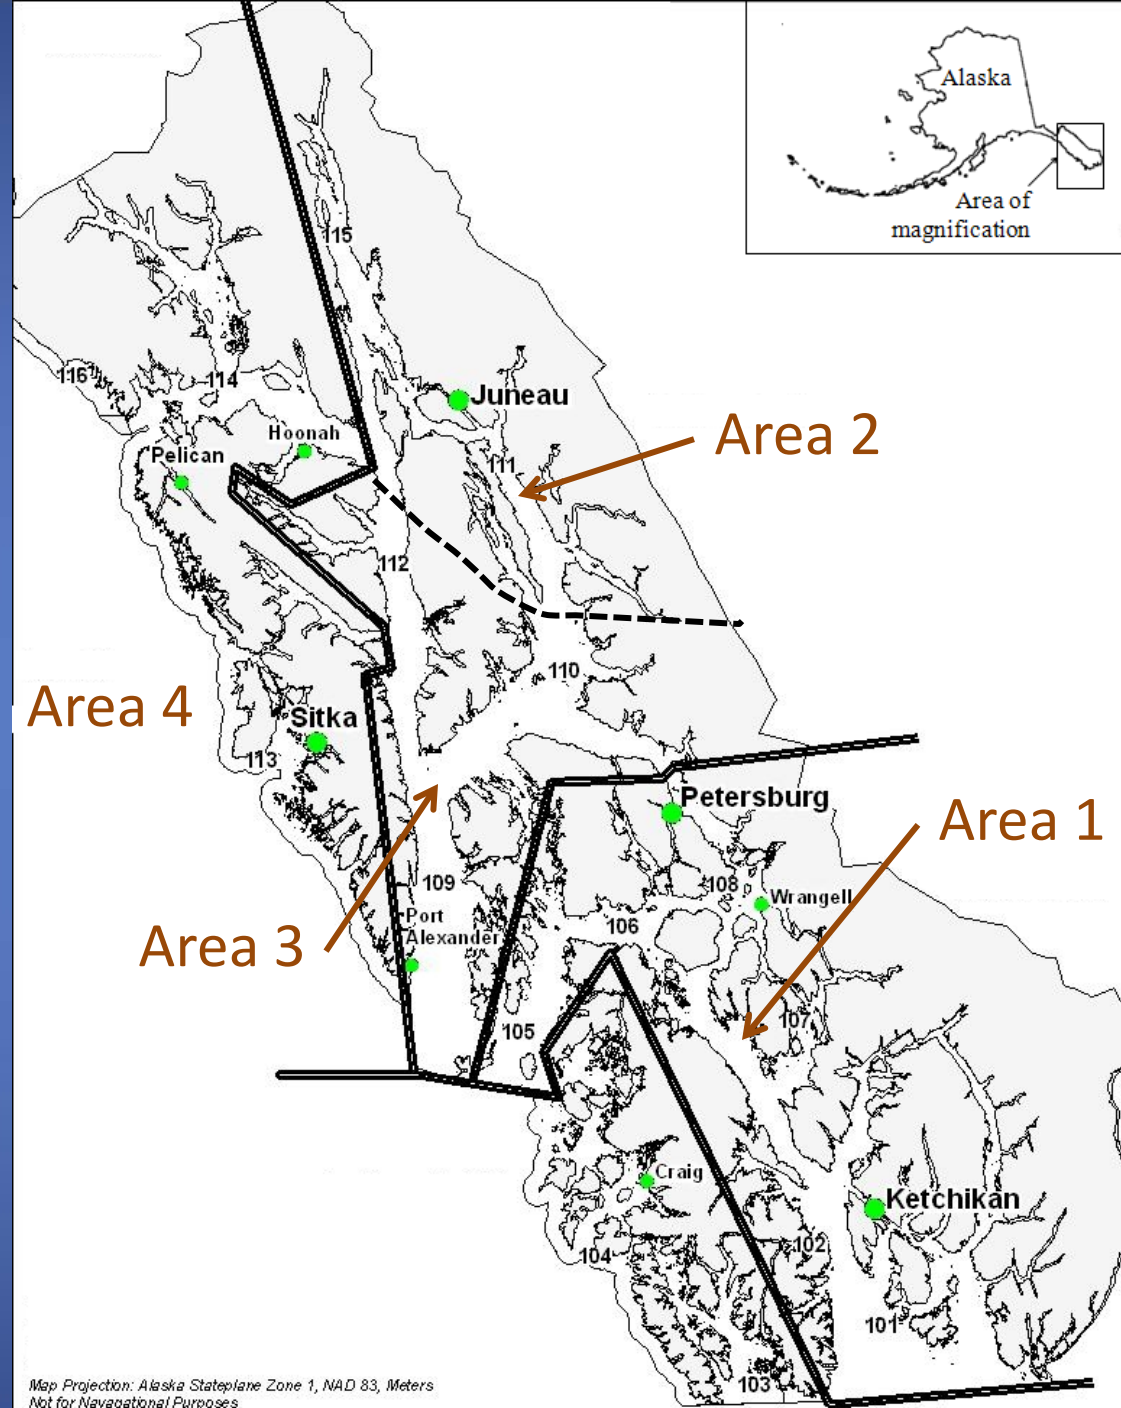 Alaska
Area of
magnification
115
116
114
Juneau
Hoonah
Pelican
Area 2
111
112
110
Area 4
Sitka
113
Petersburg
Area 1
109
108
Wrangell
Port
Alexander
106
Area 3
105
107
Craig
Ketchikan
104
102
101
103
Map Projection: Alaska Stateplane Zone 1, NAD 83, Meters
Not for Navagational Purposes